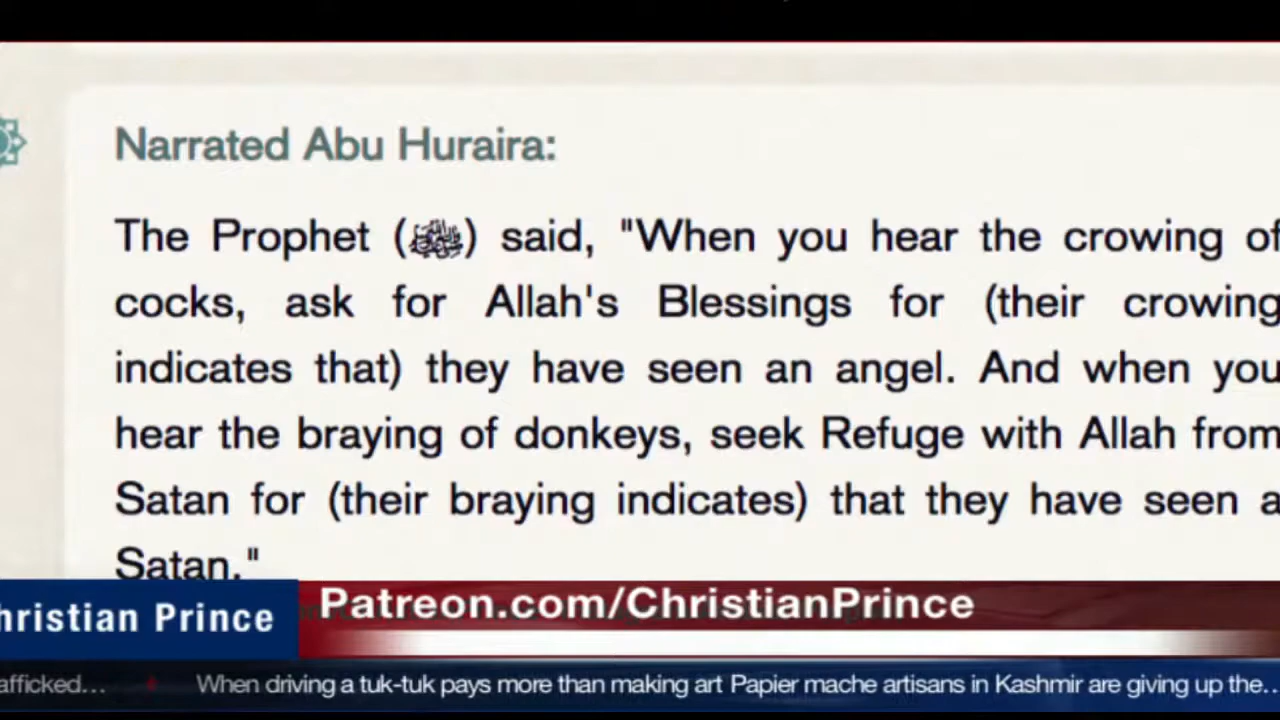 Narrated Abu Huraira:
The Prophet (ﷺ) said, "When you hear the crowing of
cocks, ask for Allah's Blessings for (their crowing
indicates that) they have seen an angel. And when you
hear the braying of donkeys, seek Refuge with Allah from
Satan for (their braying indicates) that they have seen a
Satan."
hristian Prince
Patreon.com/ChristianPrince
afficked... When driving a tuk-tuk pays more than making art Papier mache artisans in Kashmir are giving up the...